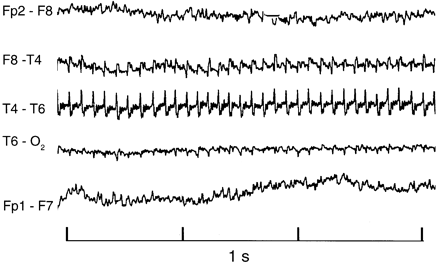 Fp2 - F8
F8 -T4
T4 - T6
T6 - O₂
Fp1 - F7
1 s